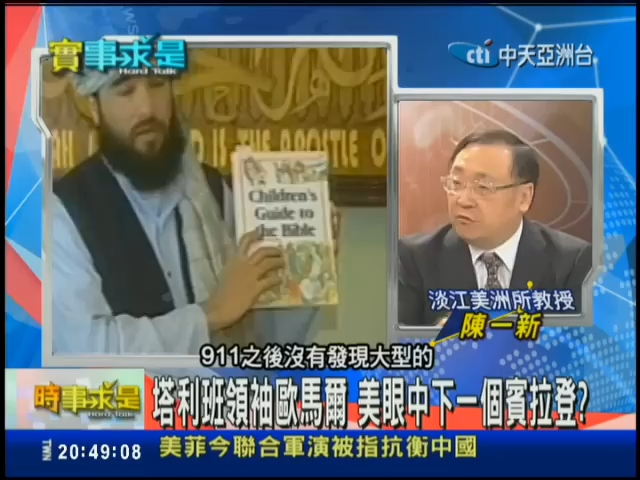 實事求是
Hard Talk
cti 中天亞洲台
IS THE APOSTLE O
Children's
Guide to
the Bible
淡江美洲所教授
陳一新
911之後沒有發現大型的
時事求是
Hard Talk
塔利班領袖歐馬爾 美眼中下一個賓拉登?
TWN 20:49:08 美菲今聯合軍演被指抗衡中國